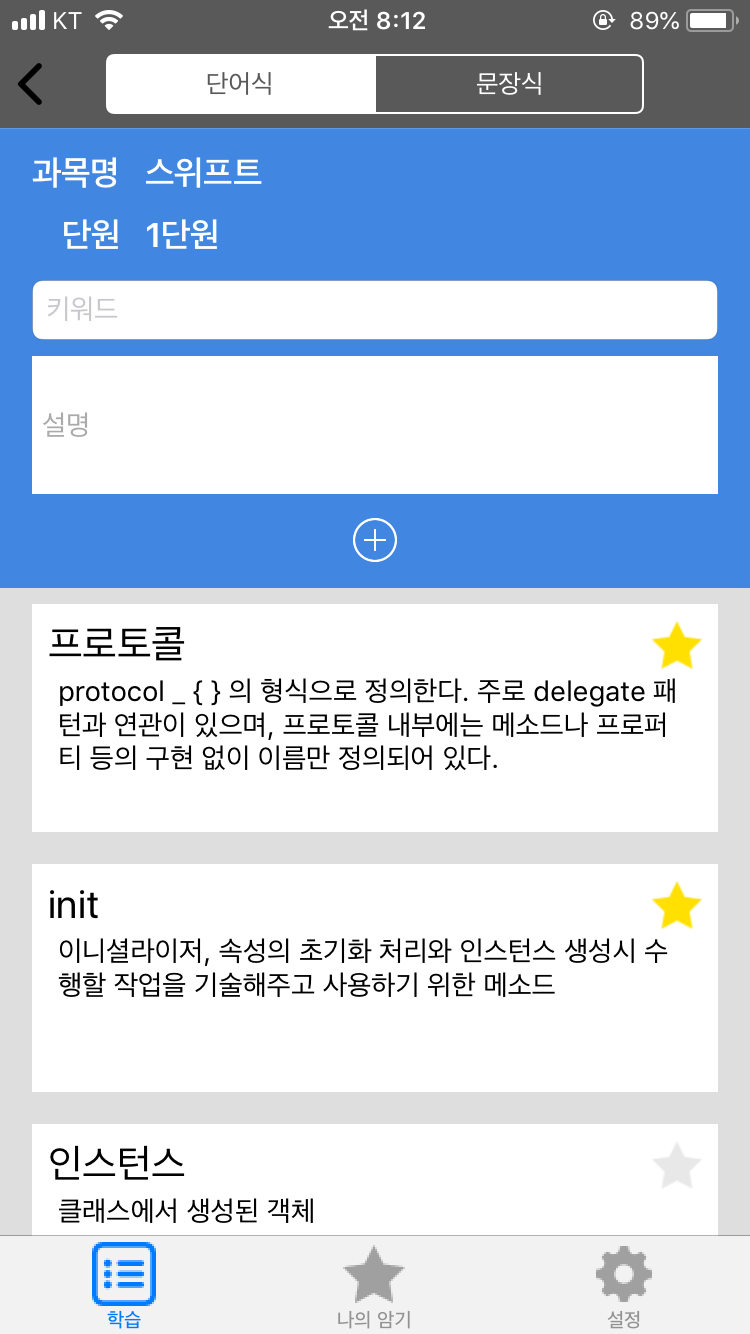 KT 오전 8:12 89%
단어식 문장식
과목명 스위프트
단원 1단원
키워드
설명
프로토콜
protocol _ { } 의 형식으로 정의한다. 주로 delegate 패
턴과 연관이 있으며, 프로토콜 내부에는 메소드나 프로퍼
티 등의 구현 없이 이름만 정의되어 있다.
init
이니셜라이저, 속성의 초기화 처리와 인스턴스 생성시 수
행할 작업을 기술해주고 사용하기 위한 메소드
인스턴스
클래스에서 생성된 객체
학습 나의 암기 설정